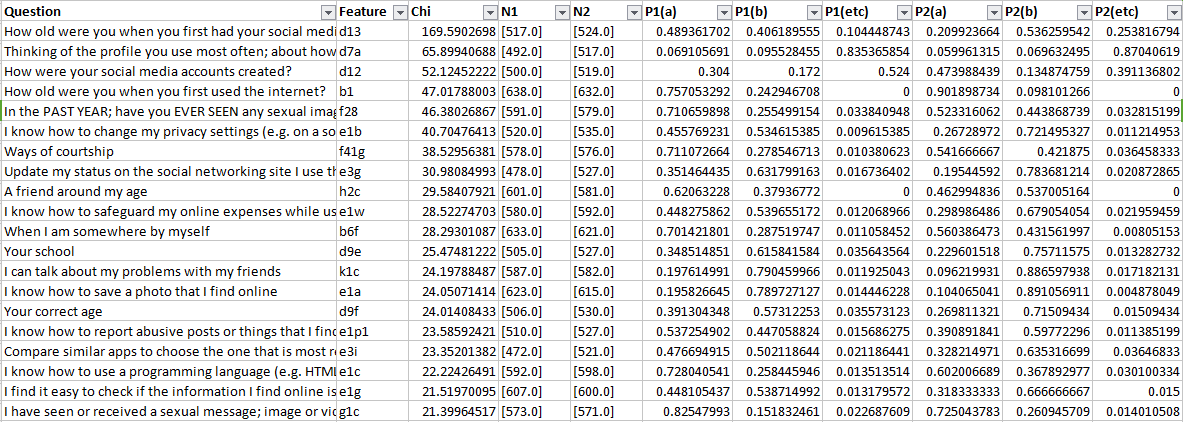 Question Feature Chi N1 N2 P1(a) P1(b) P1(etc) P2(a) P2(b) P2(etc)
How old were you when you first had your social medi d13 169.5902698 [517.0] [524.0] 0.489361702 0.406189555 0.104448743 0.209923664 0.536259542 0.253816794
Thinking of the profile you use most often; about how d7a 65.89940688 [492.0] [517.0] 0.069105691 0.095528455 0.835365854 0.059961315 0.069632495 0.87040619
How were your social media accounts created? d12 52.12452222 [500.0] [519.0] 0.304 0.172 0.524 0.473988439 0.134874759 0.391136802
How old were you when you first used the internet? b1 47.01788003 [638.0] [632.0] 0.757053292 0.242946708 0 0.901898734 0.098101266 0
In the PAST YEAR; have you EVER SEEN any sexual imag f28 46.38026867 [591.0] [579.0] 0.710659898 0.255499154 0.033840948 0.523316062 0.443868739 0.032815199
I know how to change my privacy settings (e.g. on a so e1b 40.70476413 [520.0] [535.0] 0.455769231 0.534615385 0.009615385 0.26728972 0.721495327 0.011214953
Ways of courtship f41g 38.52956381 [578.0] [576.0] 0.711072664 0.278546713 0.010380623 0.541666667 0.421875 0.036458333
Update my status on the social networking site I use th e3g 30.98084993 [478.0] [527.0] 0.351464435 0.631799163 0.016736402 0.19544592 0.783681214 0.020872865
A friend around my age h2c 29.58407921 [601.0] [581.0] 0.62063228 0.37936772 0 0.462994836 0.537005164 0
I know how to safeguard my online expenses while us e1w 28.52274703 [580.0] [592.0] 0.448275862 0.539655172 0.012068966 0.298986486 0.679054054 0.021959459
When I am somewhere by myself b6f 28.29301087 [633.0] [621.0] 0.701421801 0.287519747 0.011058452 0.560386473 0.431561997 0.00805153
Your school d9e 25.47481222 [505.0] [527.0] 0.348514851 0.615841584 0.035643564 0.229601518 0.75711575 0.013282732
I can talk about my problems with my friends k1c 24.19788487 [587.0] [582.0] 0.197614991 0.790459966 0.011925043 0.096219931 0.886597938 0.017182131
I know how to save a photo that I find online e1a 24.05071414 [623.0] [615.0] 0.195826645 0.789727127 0.014446228 0.104065041 0.891056911 0.004878049
Your correct age d9f 24.01408433 [506.0] [530.0] 0.391304348 0.57312253 0.035573123 0.269811321 0.71509434 0.01509434
I know how to report abusive posts or things that I find e1p1 23.58592421 [510.0] [527.0] 0.537254902 0.447058824 0.015686275 0.390891841 0.59772296 0.011385199
Compare similar apps to choose the one that is most r e3i 23.35201382 [472.0] [521.0] 0.476694915 0.502118644 0.021186441 0.328214971 0.635316699 0.03646833
I know how to use a programming language (e.g. HTMI e1c 22.22426491 [592.0] [598.0] 0.728040541 0.258445946 0.013513514 0.602006689 0.367892977 0.030100334
I find it easy to check if the information I find online is e1g 21.51970095 [607.0] [600.0] 0.448105437 0.538714992 0.013179572 0.318333333 0.666666667 0.015
I have seen or received a sexual message; image or vid g1c 21.39964517 [573.0] [571.0] 0.82547993 0.151832461 0.022687609 0.725043783 0.260945709 0.014010508